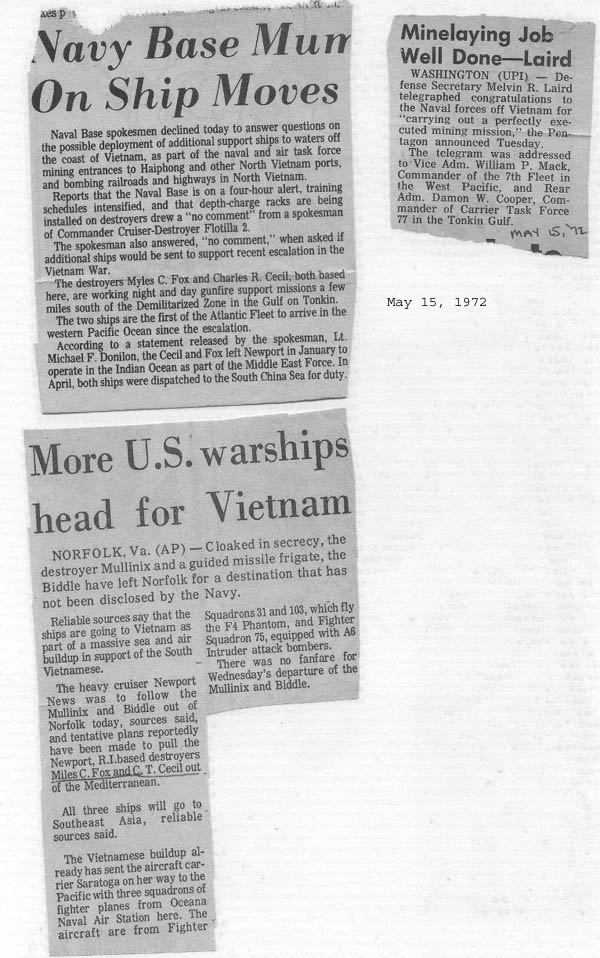 Navy Base Mum
On Ship Moves
Naval Base spokesmen declined today to answer questions on
the possible deployment of additional support ships to waters off
the coast of Vietnam, as part of the naval and air task force
mining entrances to Haiphong and other North Vietnam ports,
and bombing railroads and highways in North Vietnam.
Reports that the Naval Base is on a four-hour alert, training
schedules intensified, and that depth-charge racks are being
installed on destroyers drew a "no comment" from a spokesman
of Commander Cruiser-Destroyer Flotilla 2.
The spokesman also answered, "no comment," when asked if
additional ships would be sent to support recent escalation in the
Vietnam War.
The destroyers Myles C. Fox and Charles R. Cecil, both based
here, are working night and day gunfire support missions a few
miles south of the Demilitarized Zone in the Gulf on Tonkin.
The two ships are the first of the Atlantic Fleet to arrive in the
western Pacific Ocean since the escalation.
According to a statement released by the spokesman, Lt.
Michael F. Donilon, the Cecil and Fox left Newport in January to
operate in the Indian Ocean as part of the Middle East Force. In
April, both ships were dispatched to the South China Sea for duty.
Minelaying Job
Well Done—Laird
WASHINGTON (UPI) — De-
fense Secretary Melvin R. Laird
telegraphed congratulations to
the Naval forces off Vietnam for
"carrying out a perfectly exe-
cuted mining mission," the Pen-
tagon announced Tuesday.
The telegram was addressed
to Vice Adm. William P. Mack,
Commander of the 7th Fleet in
the West Pacific, and Rear
Adm. Damon W. Cooper, Com-
mander of Carrier Task Force
77 in the Tonkin Gulf.
MAY 15, '72
May 15, 1972
More U.S. warships
head for Vietnam
NORFOLK, Va. (AP) — Cloaked in secrecy, the
destroyer Mullinix and a guided missile frigate, the
Biddle have left Norfolk for a destination that has
not been disclosed by the Navy.
Reliable sources say that the
ships are going to Vietnam as
part of a massive sea and air
buildup in support of the South
Vietnamese.
The heavy cruiser Newport
News was to follow the
Mullinix and Biddle out of
Norfolk today, sources said,
and tentative plans reportedly
have been made to pull the
Newport, R.I.based destroyers
Miles C. Fox and C. T. Cecil out
of the Mediterranean.
All three ships will go to
Southeast Asia, reliable
sources said.
The Vietnamese buildup al-
ready has sent the aircraft car-
rier Saratoga on her way to the
Pacific with three squadrons of
fighter planes from Oceana
Naval Air Station here. The
aircraft are from Fighter
Squadrons 31 and 103, which fly
the F4 Phantom, and Fighter
Squadron 75, equipped with A6
Intruder attack bombers.
There was no fanfare for
Wednesday's departure of the
Mullinix and Biddle.